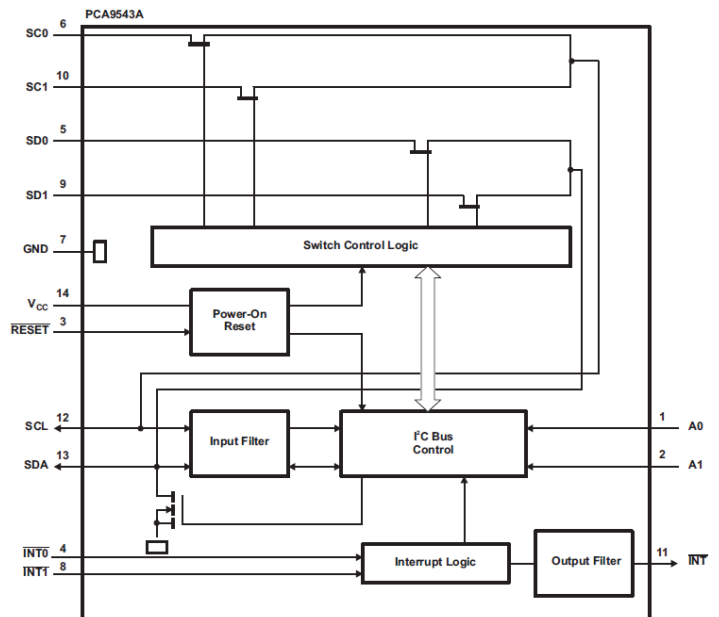 PCA9543A
SC0 6
SC1 10
SD0 5
SD1 9
Switch Control Logic
GND 7
VCC 14
RESET 3
Power-On
Reset
SCL 12
SDA 13
Input Filter
I²C Bus
Control
1 A0
2 A1
INT0 4
INT1 8
Interrupt Logic
Output Filter
11 INT